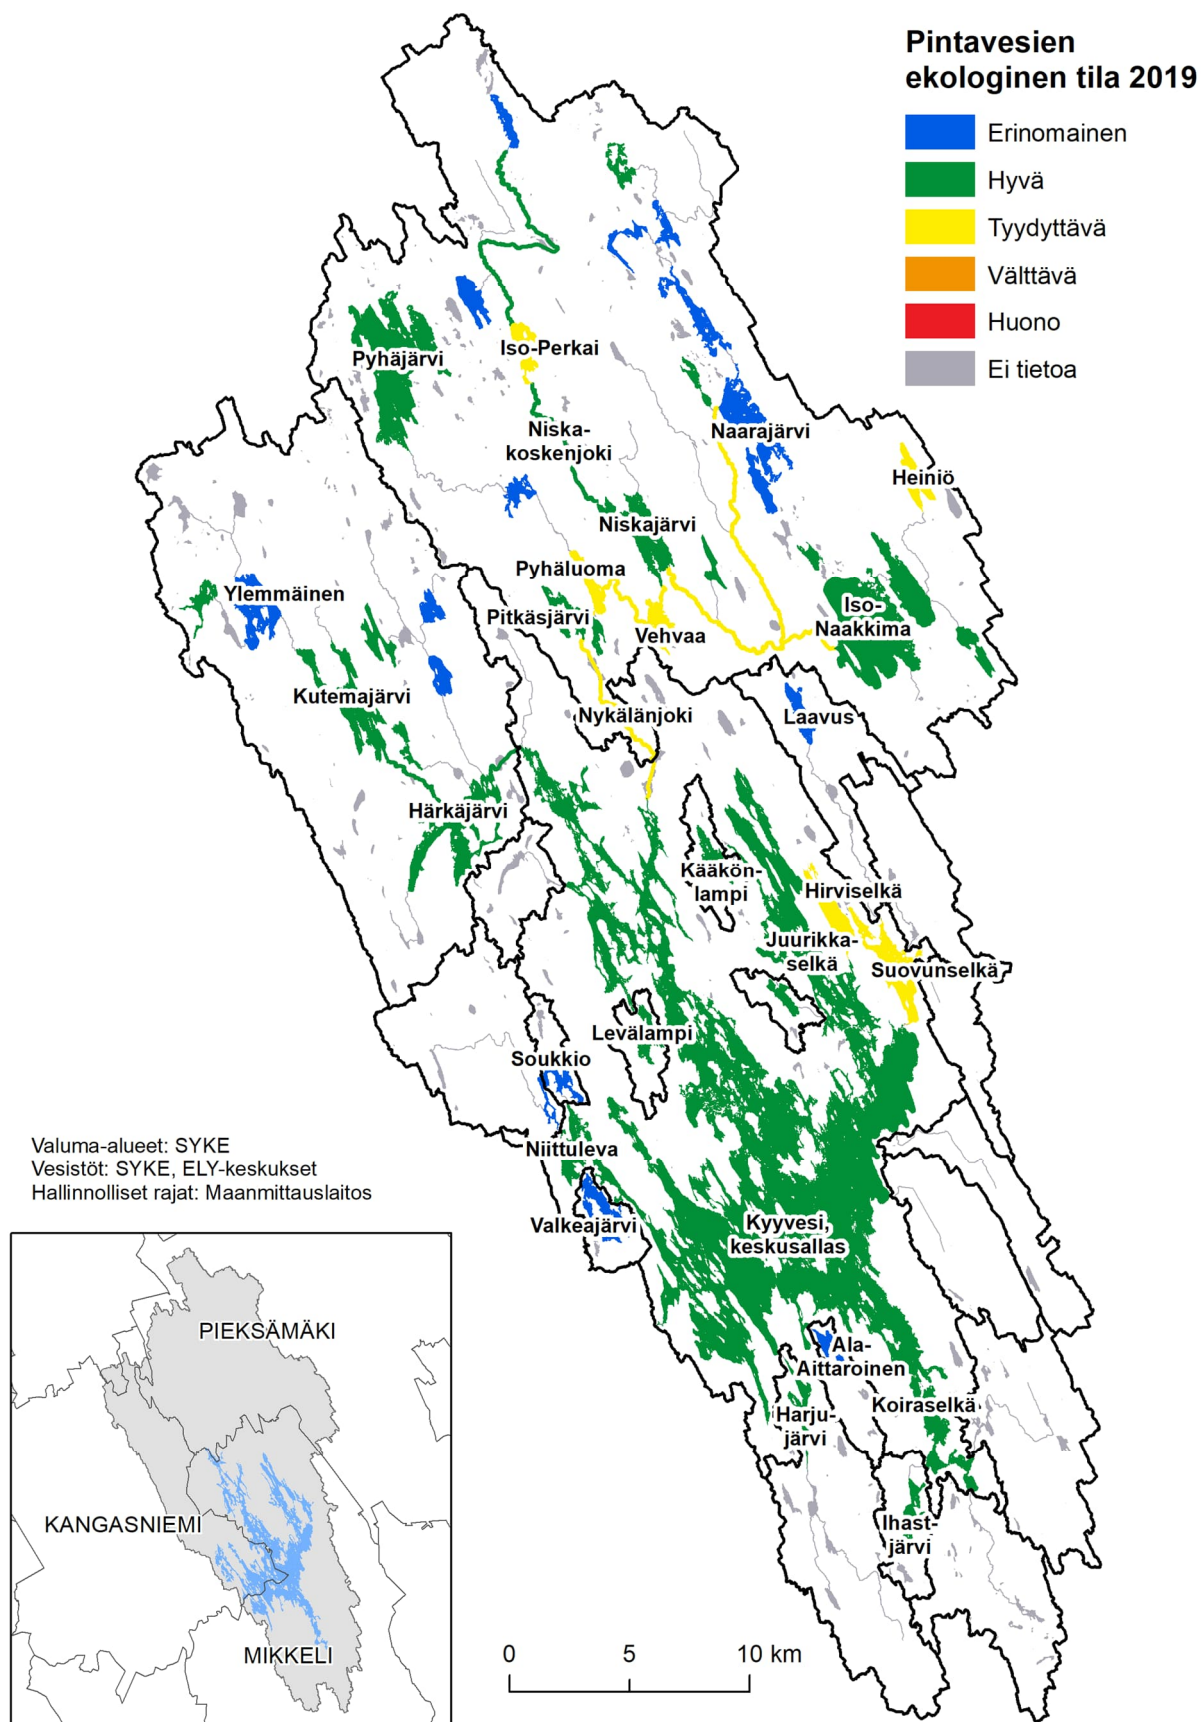 Pintavesien
ekologinen tila 2019
Erinomainen
Hyvä
Tyydyttävä
Välttävä
Huono
Ei tietoa
Pyhäjärvi
Iso-Perkai
Niska-
koskenjoki
Naarajärvi
Heiniö
Niskajärvi
Pyhäluoma
Ylemmäinen
Pitkäsjärvi
Vehvaa
Iso-
Naakkima
Kutemajärvi
Nykälänjoki
Laavus
Härkäjärvi
Kääkön-
lampi
Hirviselkä
Juurikka-
selkä
Suovunselkä
Levälampi
Soukkio
Niittuleva
Valkeajärvi
Kyyvesi,
keskusallas
Ala-
Aittaroinen
Koiraselkä
Harju-
järvi
Ihast-
järvi
Valuma-alueet: SYKE
Vesistöt: SYKE, ELY-keskukset
Hallinnolliset rajat: Maanmittauslaitos
PIEKSÄMÄKI
KANGASNIEMI
MIKKELI
0 5 10 km